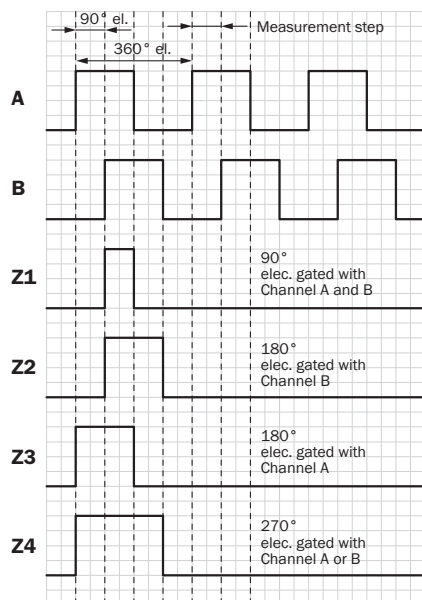 90° el.
Measurement step
360° el.
A
B
Z1
90°
elec. gated with
Channel A and B
Z2
180°
elec. gated with
Channel B
Z3
180°
elec. gated with
Channel A
Z4
270°
elec. gated with
Channel A or B